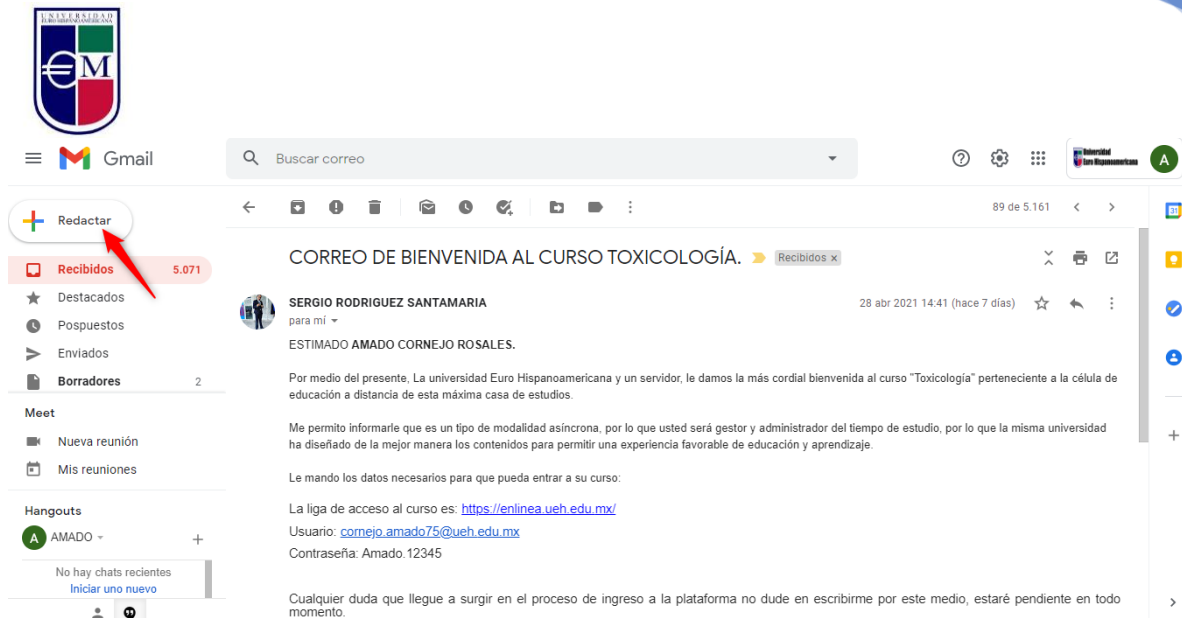 UNIVERSIDAD
EURO HISPANOAMERICANA
€M
Gmail
Buscar correo
Universidad
Euro Hispanoamericana
A
Redactar
89 de 5.161
31
Recibidos 5.071
Destacados
Pospuestos
Enviados
Borradores 2
Meet
Nueva reunión
Mis reuniones
Hangouts
A AMADO
No hay chats recientes
Iniciar uno nuevo
CORREO DE BIENVENIDA AL CURSO TOXICOLOGÍA. Recibidos x
SERGIO RODRIGUEZ SANTAMARIA 28 abr 2021 14:41 (hace 7 días)
para mí
ESTIMADO AMADO CORNEJO ROSALES.
Por medio del presente, La universidad Euro Hispanoamericana y un servidor, le damos la más cordial bienvenida al curso "Toxicología" perteneciente a la célula de
educación a distancia de esta máxima casa de estudios.
Me permito informarle que es un tipo de modalidad asíncrona, por lo que usted será gestor y administrador del tiempo de estudio, por lo que la misma universidad
ha diseñado de la mejor manera los contenidos para permitir una experiencia favorable de educación y aprendizaje.
Le mando los datos necesarios para que pueda entrar a su curso:
La liga de acceso al curso es: https://enlinea.ueh.edu.mx/
Usuario: cornejo.amado75@ueh.edu.mx
Contraseña: Amado.12345
Cualquier duda que llegue a surgir en el proceso de ingreso a la plataforma no dude en escribirme por este medio, estaré pendiente en todo
momento.